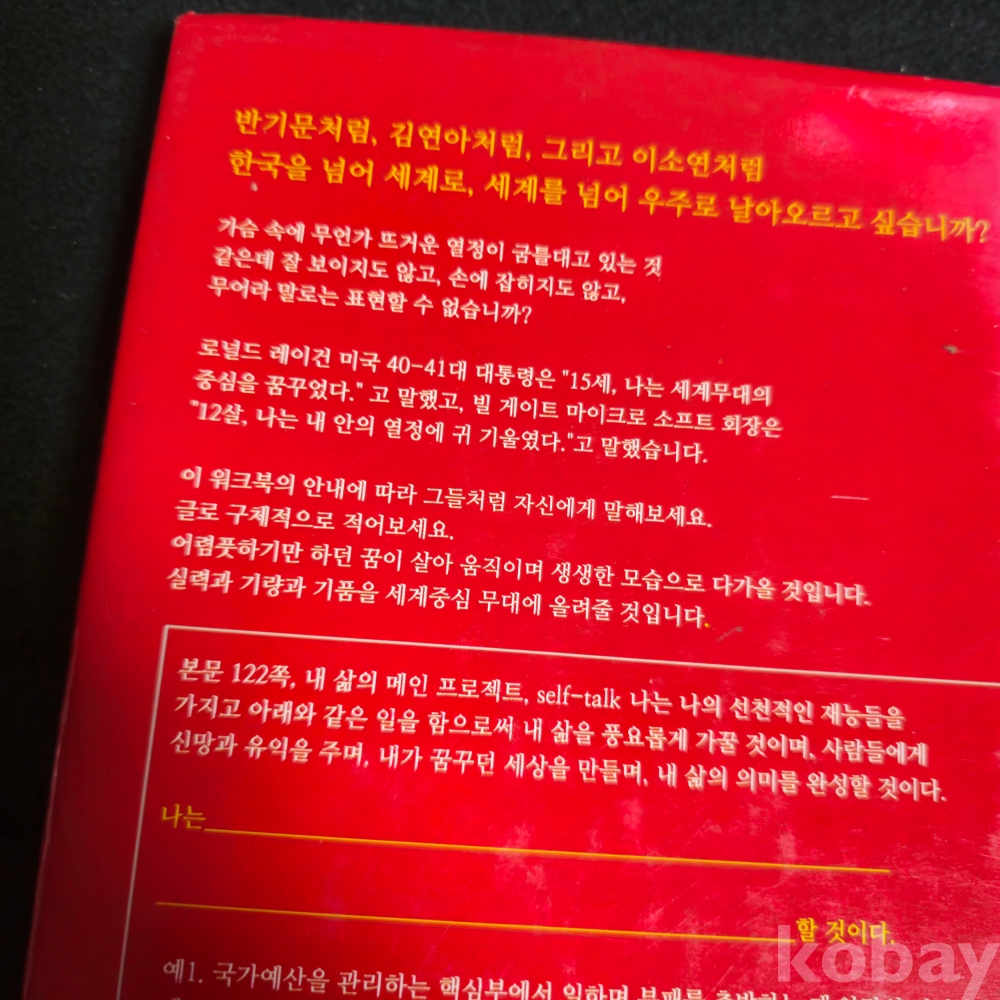 반기문처럼, 김연아처럼, 그리고 이소연처럼
한국을 넘어 세계로, 세계를 넘어 우주로 날아오르고 싶습니까?
가슴 속에 무언가 뜨거운 열정이 굼틀대고 있는 것
같은데 잘 보이지도 않고, 손에 잡히지도 않고,
무어라 말로는 표현할 수 없습니까?
로널드 레이건 미국 40-41대 대통령은 "15세, 나는 세계무대의
중심을 꿈꾸었다." 고 말했고, 빌 게이트 마이크로 소프트 회장은
"12살, 나는 내 안의 열정에 귀 기울였다."고 말했습니다.
이 워크북의 안내에 따라 그들처럼 자신에게 말해보세요.
글로 구체적으로 적어보세요.
어렴풋하기만 하던 꿈이 살아 움직이며 생생한 모습으로 다가올 것입니다.
실력과 기량과 기품을 세계중심 무대에 올려줄 것입니다.
본문 122쪽, 내 삶의 메인 프로젝트, self-talk 나는 나의 선천적인 재능들을
가지고 아래와 같은 일을 함으로써 내 삶을 풍요롭게 가꿀 것이며, 사람들에게
신망과 유익을 주며, 내가 꿈꾸던 세상을 만들며, 내 삶의 의미를 완성할 것이다.
나는
할 것이다.
예1. 국가예산을 관리하는 핵심부에서 일하며
kobay